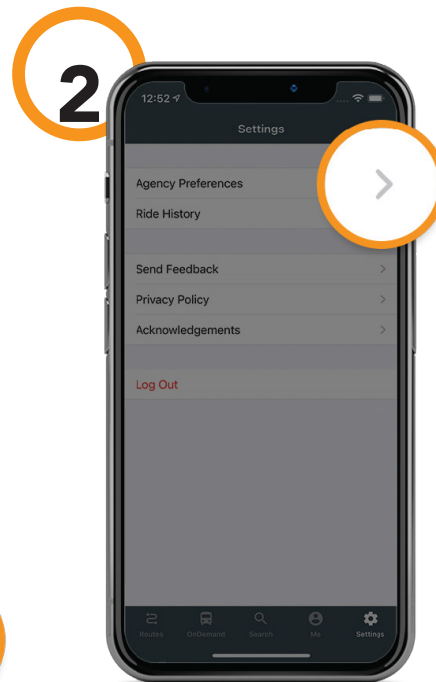 2
12:52
Settings
Agency Preferences
Ride History
Send Feedback
Privacy Policy
Acknowledgements
Log Out
Routes OnDemand Search Me Settings